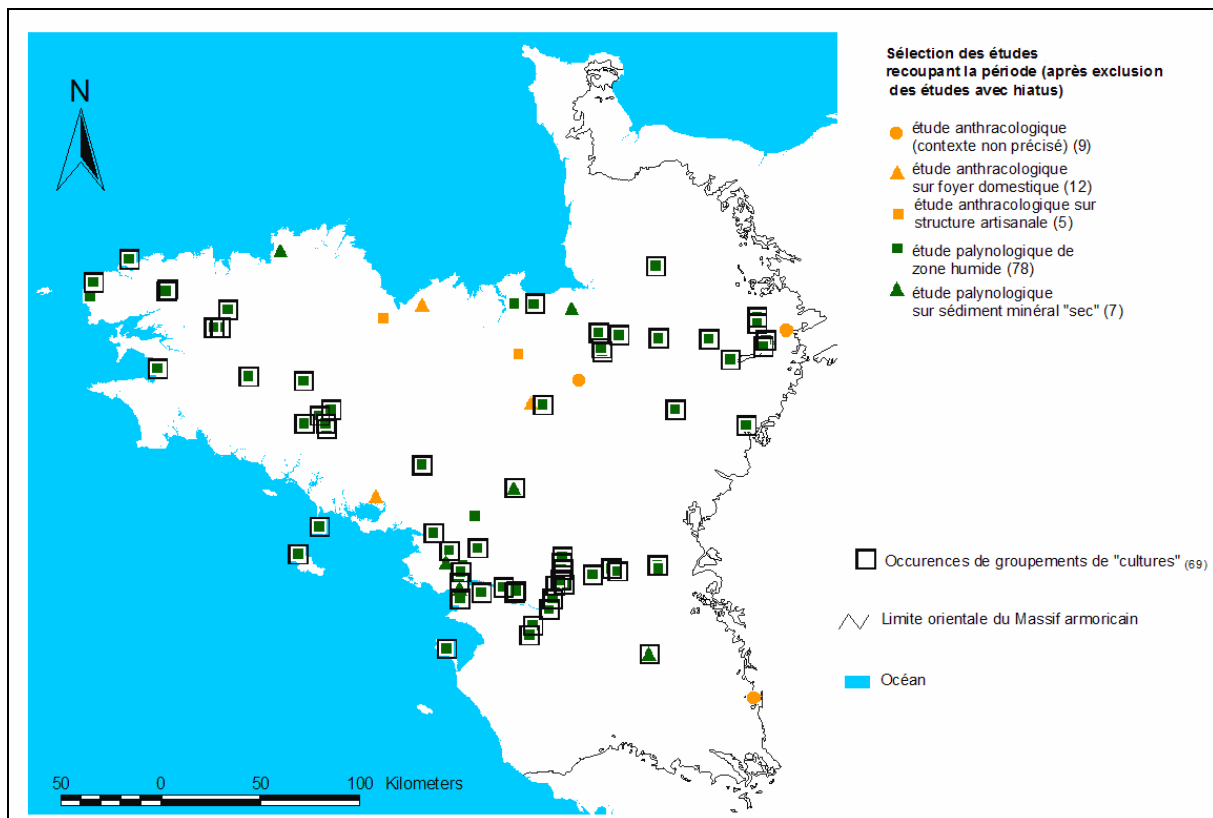 N
Sélection des études
recoupant la période (après exclusion
des études avec hiatus)
étude anthracologique
(contexte non précisé) (9)
étude anthracologique
sur foyer domestique (12)
étude anthracologique sur
structure artisanale (5)
étude palynologique de
zone humide (78)
étude palynologique
sur sédiment minéral "sec" (7)
Occurences de groupements de "cultures" (69)
Limite orientale du Massif armoricain
Océan
50 0 50 100 Kilometers